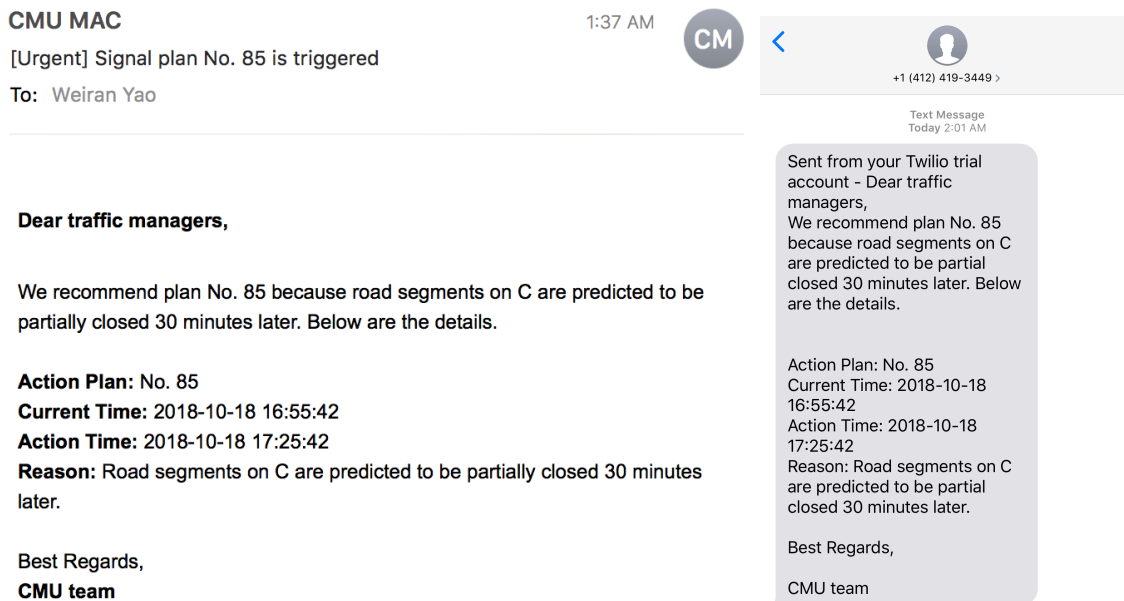 CMU MAC
1:37 AM
CM
[Urgent] Signal plan No. 85 is triggered
To: Weiran Yao
Dear traffic managers,
We recommend plan No. 85 because road segments on C are predicted to be
partially closed 30 minutes later. Below are the details.
Action Plan: No. 85
Current Time: 2018-10-18 16:55:42
Action Time: 2018-10-18 17:25:42
Reason: Road segments on C are predicted to be partially closed 30 minutes
later.
Best Regards,
CMU team
+1 (412) 419-3449 >
Text Message
Today 2:01 AM
Sent from your Twilio trial
account - Dear traffic
managers,
We recommend plan No. 85
because road segments on C
are predicted to be partial
closed 30 minutes later. Below
are the details.
Action Plan: No. 85
Current Time: 2018-10-18
16:55:42
Action Time: 2018-10-18
17:25:42
Reason: Road segments on C
are predicted to be partial
closed 30 minutes later.
Best Regards,
CMU team